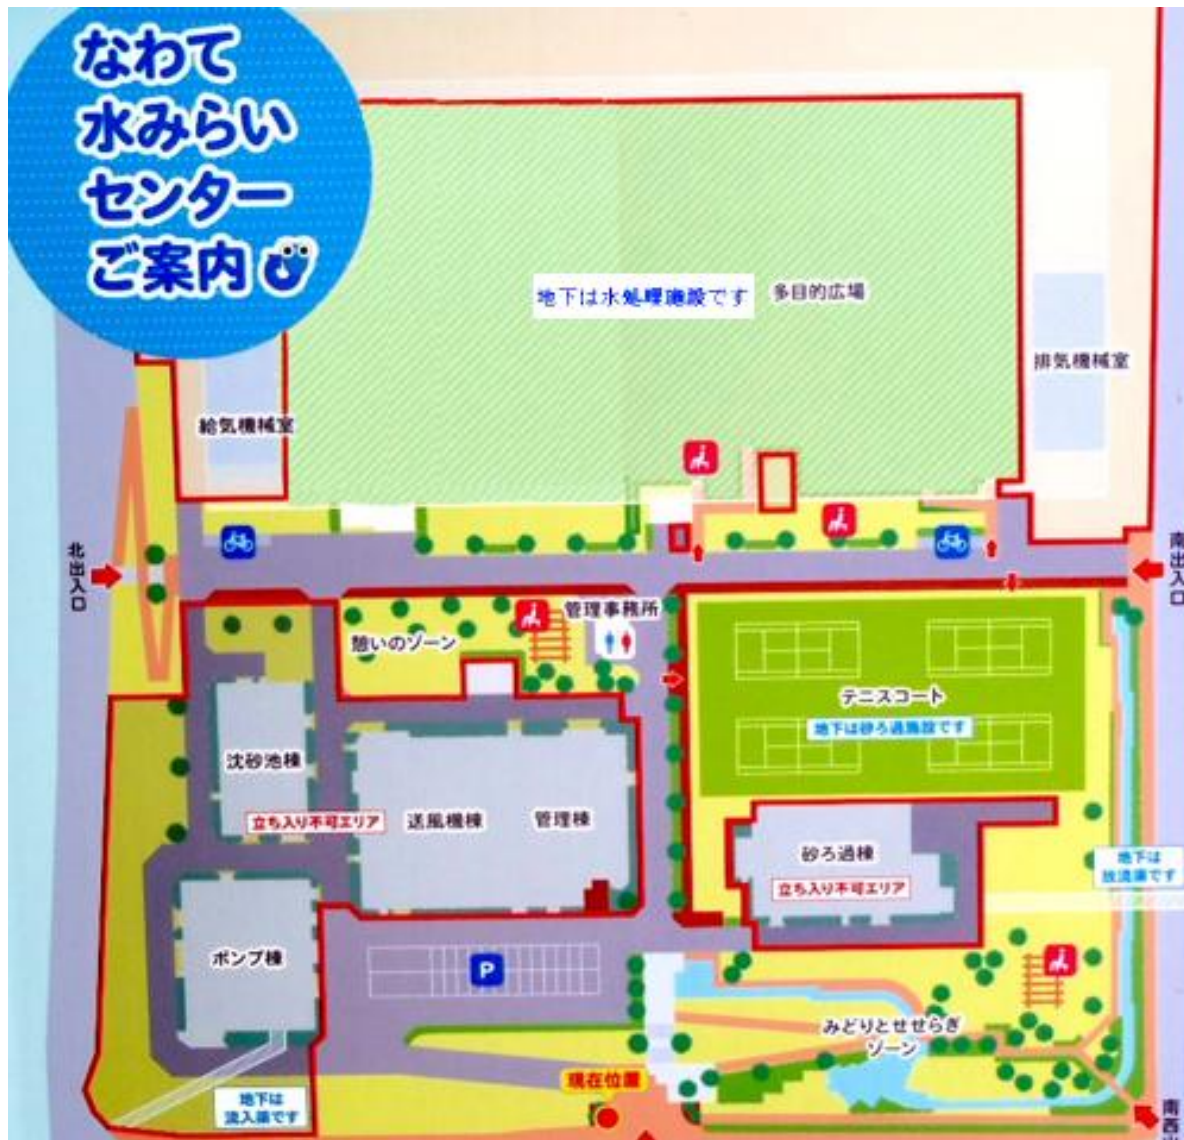 なわて
水みらい
センター
ご案内
地下は水処理施設です
多目的広場
排気機械室
給気機械室
北出入口
南出入口
管理事務所
憩いのゾーン
テニスコート
地下は砂ろ過施設です
沈砂池棟
立ち入り不可エリア
送風機棟
管理棟
砂ろ過棟
立ち入り不可エリア
地下は
放流渠です
ポンプ棟
P
みどりとせせらぎ
ゾーン
現在位置
地下は
流入渠です
南西